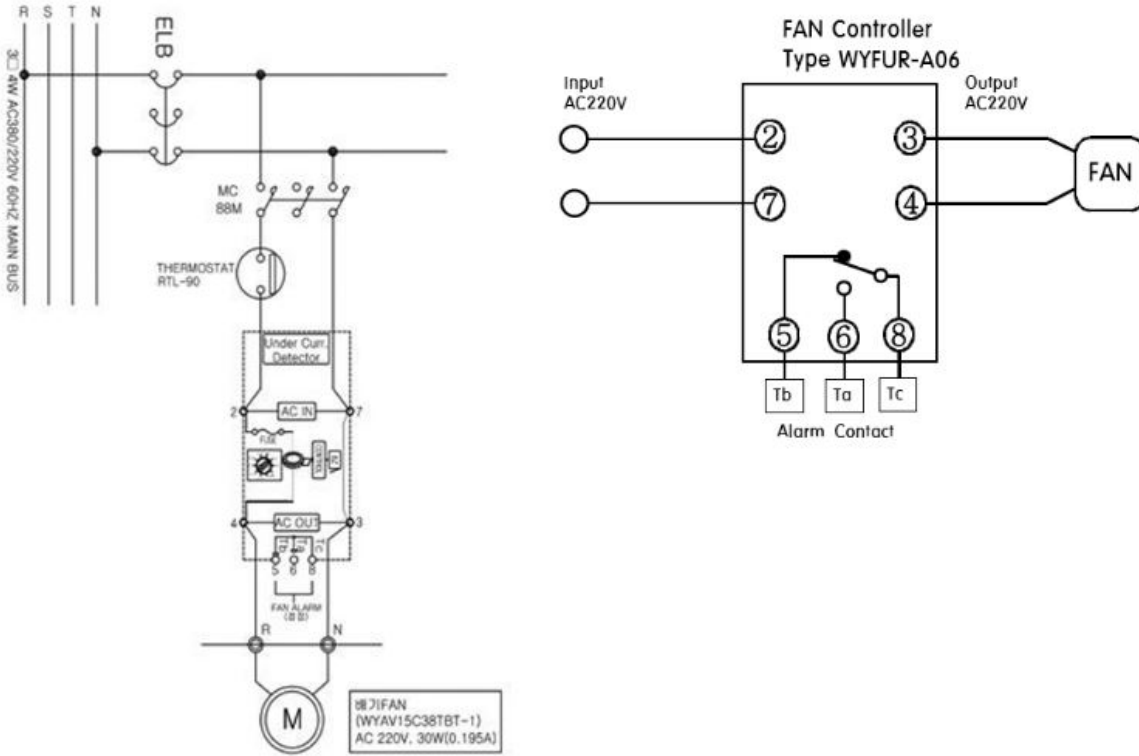 R S T N
ELB
3□ 4W AC380/220V 60HZ MAIN BUS
MC
88M
THERMOSTAT
RTL-90
Under Curr.
Detector
2
AC IN
7
FUSE
CONTROL
4
AC OUT
3
Tb
Ta
Tc
5
6
8
FAN ALARM
R
N
M
배기FAN
(WYAV15C38TBT-1)
AC 220V, 30W(0.195A)
FAN Controller
Type WYFUR-A06
Input
AC220V
Output
AC220V
②
③
FAN
⑦
④
⑤
⑥
⑧
Tb
Ta
Tc
Alarm Contact